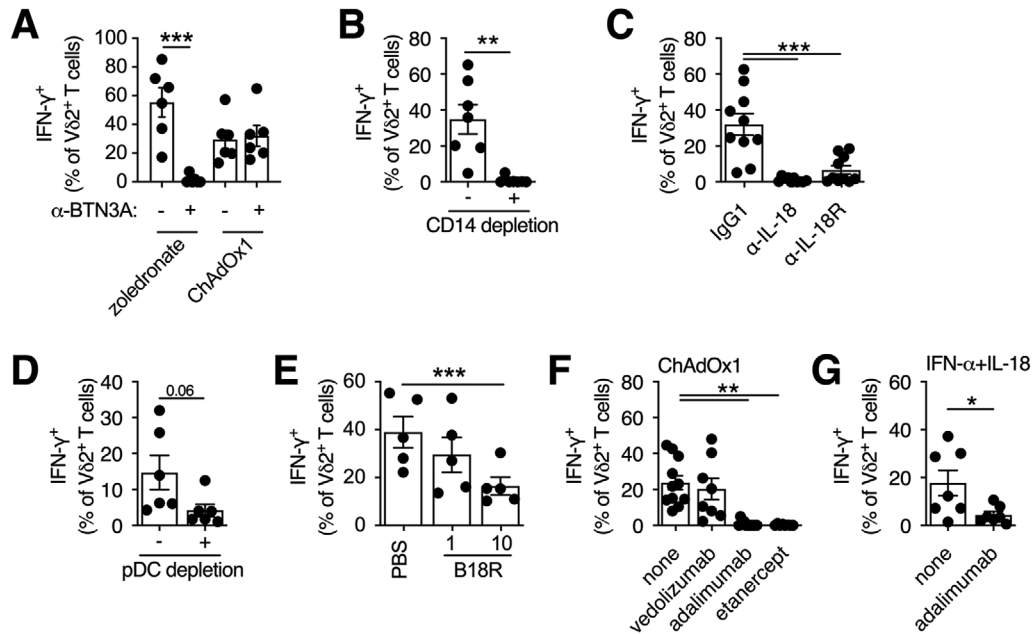 A
IFN-γ+
(% of Vδ2+ T cells)
100
80
60
40
20
0
***
α-BTN3A:
- + - +
zoledronate
ChAdOx1
B
IFN-γ+
(% of Vδ2+ T cells)
80
60
40
20
0
**
- +
CD14 depletion
C
IFN-γ+
(% of Vδ2+ T cells)
80
60
40
20
0
***
IgG1
α-IL-18
α-IL-18R
D
IFN-γ+
(% of Vδ2+ T cells)
40
30
20
10
0
0.06
- +
pDC depletion
E
IFN-γ+
(% of Vδ2+ T cells)
60
40
20
0
***
PBS
1 10
B18R
F
ChAdOx1
IFN-γ+
(% of Vδ2+ T cells)
80
60
40
20
0
**
none
vedolizumab
adalimumab
etanercept
G
IFN-α+IL-18
IFN-γ+
(% of Vδ2+ T cells)
60
40
20
0
*
none
adalimumab